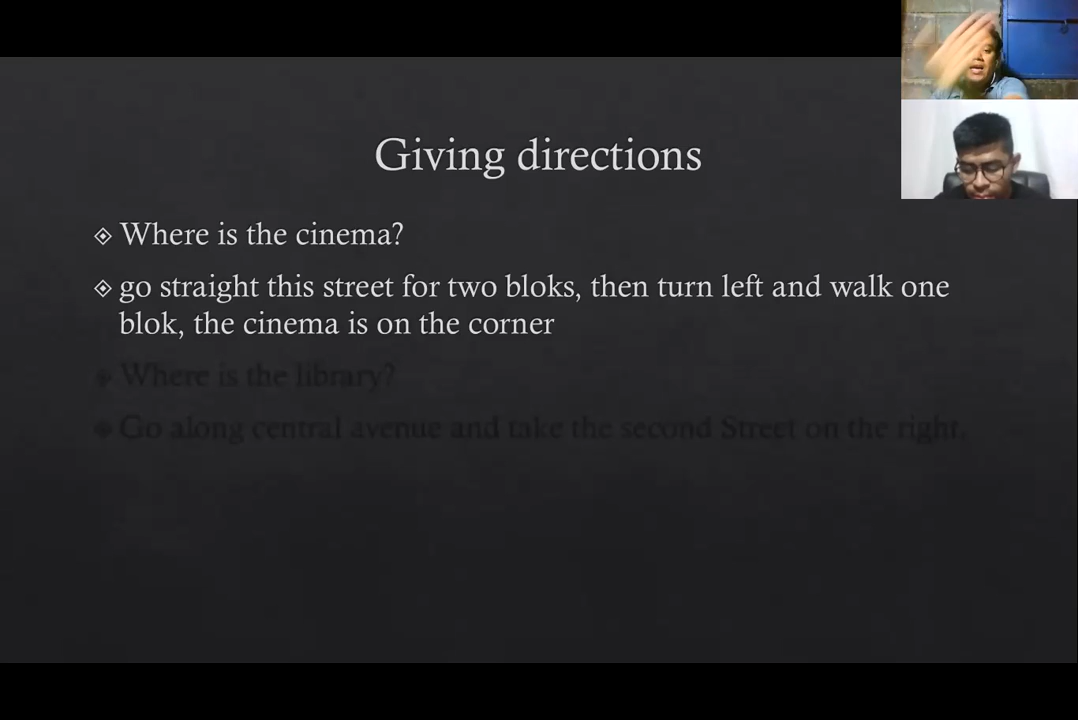 Giving directions
Where is the cinema?
go straight this street for two bloks, then turn left and walk one
blok, the cinema is on the corner
Where is the library?
Go along central avenue and take the second Street on the right.